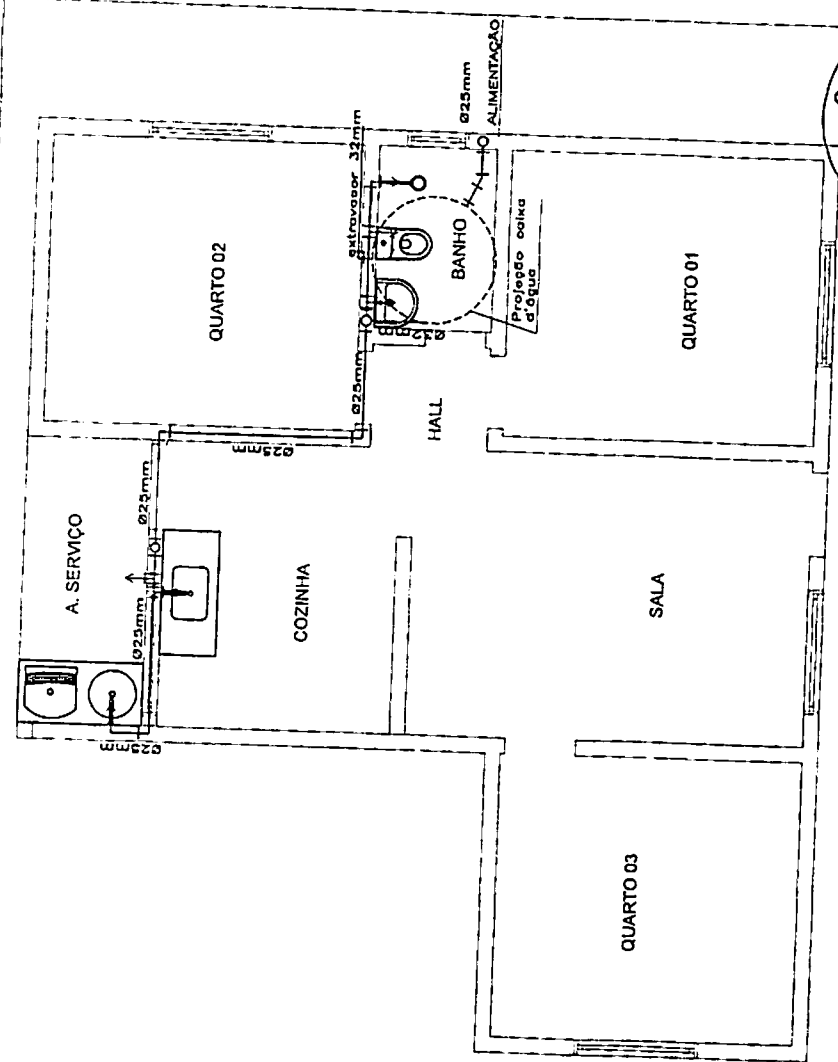 ALIMENTAÇÃO
Ø25mm
extravasor 32mm
QUARTO 02
BANHO
Projeção caixa
d'água
QUARTO 01
Ø25mm
HALL
Ø25mm
Ø25mm
A. SERVIÇO
COZINHA
SALA
Ø25mm
Ø25mm
QUARTO 03